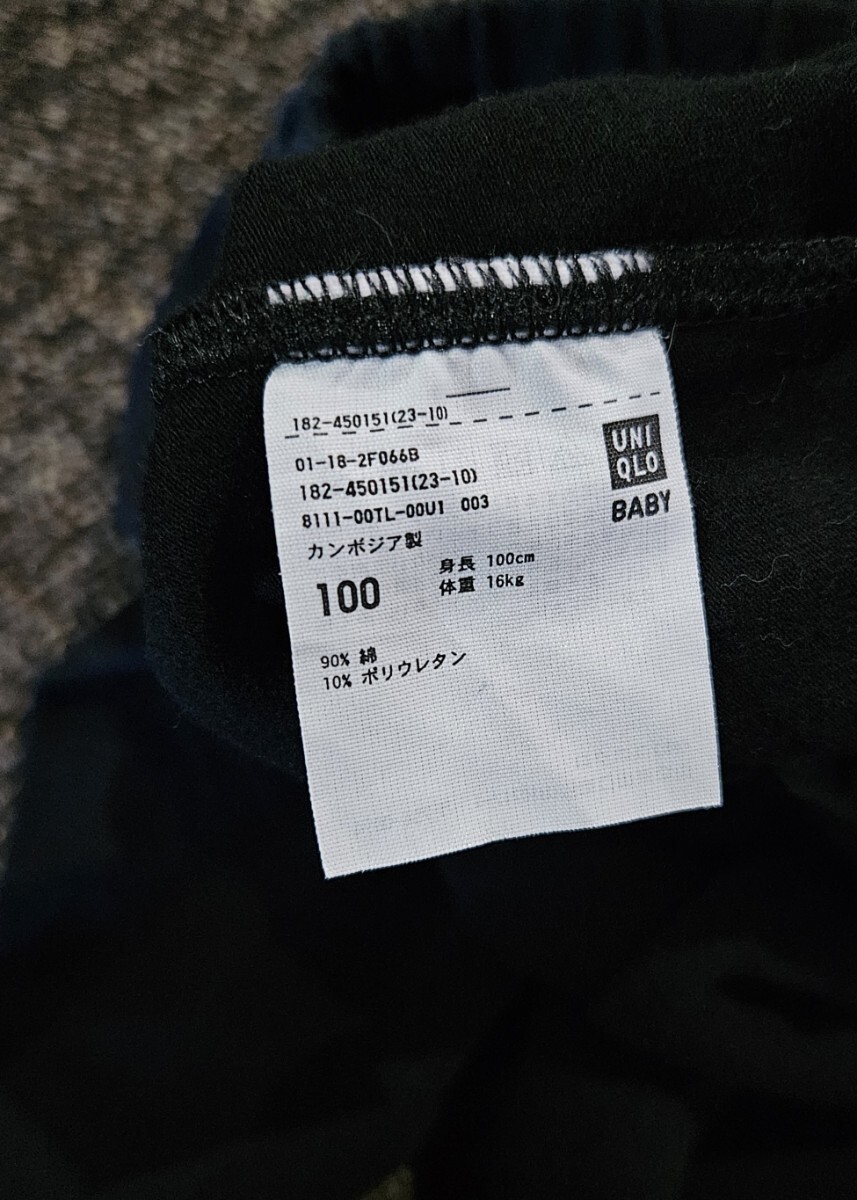 182-450151(23-10)
01-18-2F066B
182-450151(23-10)
8111-00TL-00U1 003
カンボジア製
100
身長 100cm
体重 16kg
90% 綿
10% ポリウレタン
UNI
QLO
BABY